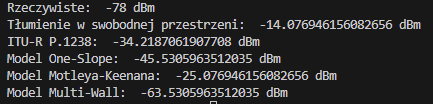 Rzeczywiste:  -78 dBm
Tłumienie w swobodnej przestrzeni:  -14.076946156082656 dBm
ITU-R P.1238:  -34.2187061907708 dBm
Model One-Slope:  -45.5305963512035 dBm
Model Motleya-Keenana:  -25.076946156082656 dBm
Model Multi-Wall:  -63.5305963512035 dBm